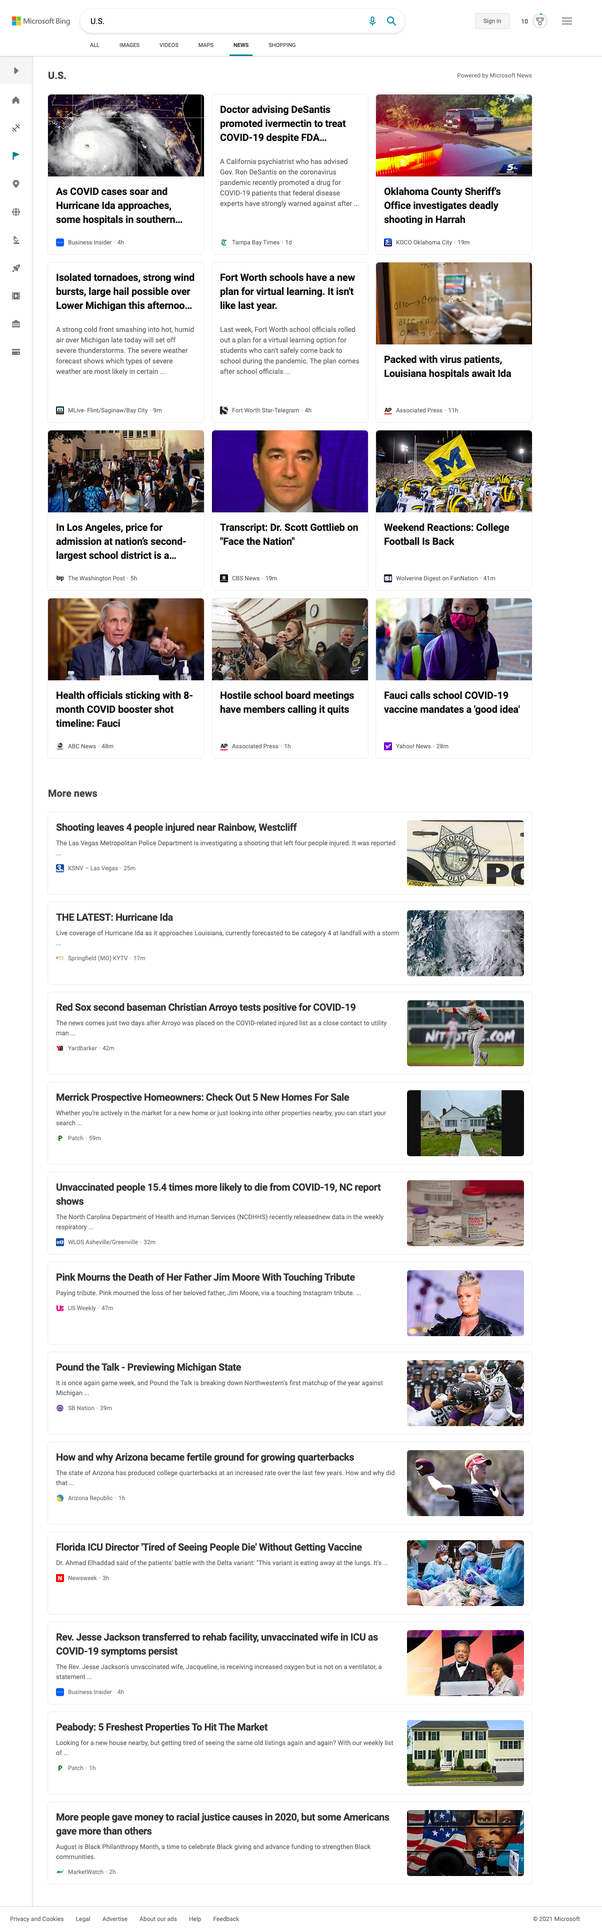 Microsoft Bing
U.S.
Sign in
10
ALL
IMAGES
VIDEOS
MAPS
NEWS
SHOPPING
U.S.
Powered by Microsoft News
As COVID cases soar and
Hurricane Ida approaches,
some hospitals in southern...
Business Insider · 4h
Doctor advising DeSantis
promoted ivermectin to treat
COVID-19 despite FDA...
A California psychiatrist who has advised
Gov. Ron DeSantis on the coronavirus
pandemic recently promoted a drug for
COVID-19 patients that federal disease
experts have strongly warned against after ...
Tampa Bay Times · 1d
5
Oklahoma County Sheriff's
Office investigates deadly
shooting in Harrah
KOCO Oklahoma City · 19m
Isolated tornadoes, strong wind
bursts, large hail possible over
Lower Michigan this afternoo...
A strong cold front smashing into hot, humid
air over Michigan late today will set off
severe thunderstorms. The severe weather
forecast shows which types of severe
weather are most likely in certain ...
MLive- Flint/Saginaw/Bay City · 9m
Fort Worth schools have a new
plan for virtual learning. It isn't
like last year.
Last week, Fort Worth school officials rolled
out a plan for a virtual learning option for
students who can't safely come back to
school during the pandemic. The plan comes
after school officials ...
Fort Worth Star-Telegram · 4h
Packed with virus patients,
Louisiana hospitals await Ida
AP
Associated Press · 11h
In Los Angeles, price for
admission at nation's second-
largest school district is a...
wp
The Washington Post · 5h
Transcript: Dr. Scott Gottlieb on
"Face the Nation"
CBS News · 19m
M
Weekend Reactions: College
Football Is Back
SI
Wolverine Digest on FanNation · 41m
Health officials sticking with 8-
month COVID booster shot
timeline: Fauci
ABC News · 48m
Hostile school board meetings
have members calling it quits
AP
Associated Press · 1h
Fauci calls school COVID-19
vaccine mandates a 'good idea'
Yahoo! News · 28m
More news
Shooting leaves 4 people injured near Rainbow, Westcliff
The Las Vegas Metropolitan Police Department is investigating a shooting that left four people injured. It was reported
...
KSNV – Las Vegas · 25m
POLICE
PO
THE LATEST: Hurricane Ida
Live coverage of Hurricane Ida as it approaches Louisiana, currently forecasted to be category 4 at landfall with a storm
...
Springfield (MO) KYTV · 17m
Red Sox second baseman Christian Arroyo tests positive for COVID-19
The news comes just two days after Arroyo was placed on the COVID-related injured list as a close contact to utility
man ...
Yardbarker · 42m
Merrick Prospective Homeowners: Check Out 5 New Homes For Sale
Whether you're actively in the market for a new home or just looking into other properties nearby, you can start your
search ...
P
Patch · 59m
Unvaccinated people 15.4 times more likely to die from COVID-19, NC report
shows
The North Carolina Department of Health and Human Services (NCDHHS) recently releasednew data in the weekly
respiratory ...
WLOS Asheville/Greenville · 32m
Pink Mourns the Death of Her Father Jim Moore With Touching Tribute
Paying tribute. Pink mourned the loss of her beloved father, Jim Moore, via a touching Instagram tribute. ...
US Weekly · 47m
Pound the Talk - Previewing Michigan State
It is once again game week, and Pound the Talk is breaking down Northwestern's first matchup of the year against
Michigan ...
SB Nation · 39m
72
35
How and why Arizona became fertile ground for growing quarterbacks
The state of Arizona has produced college quarterbacks at an increased rate over the last few years. How and why did
that ...
Arizona Republic · 1h
Florida ICU Director 'Tired of Seeing People Die' Without Getting Vaccine
Dr. Ahmad Elhaddad said of the patients' battle with the Delta variant: "This variant is eating away at the lungs. It's ...
N
Newsweek · 3h
Rev. Jesse Jackson transferred to rehab facility, unvaccinated wife in ICU as
COVID-19 symptoms persist
The Rev. Jesse Jackson's unvaccinated wife, Jacqueline, is receiving increased oxygen but is not on a ventilator, a
statement ...
Business Insider · 4h
Peabody: 5 Freshest Properties To Hit The Market
Looking for a new house nearby, but getting tired of seeing the same old listings again and again? With our weekly list
of ...
P
Patch · 1h
More people gave money to racial justice causes in 2020, but some Americans
gave more than others
August is Black Philanthropy Month, a time to celebrate Black giving and advance funding to strengthen Black
communities.
MarketWatch · 2h
Privacy and Cookies
Legal
Advertise
About our ads
Help
Feedback
© 2021 Microsoft